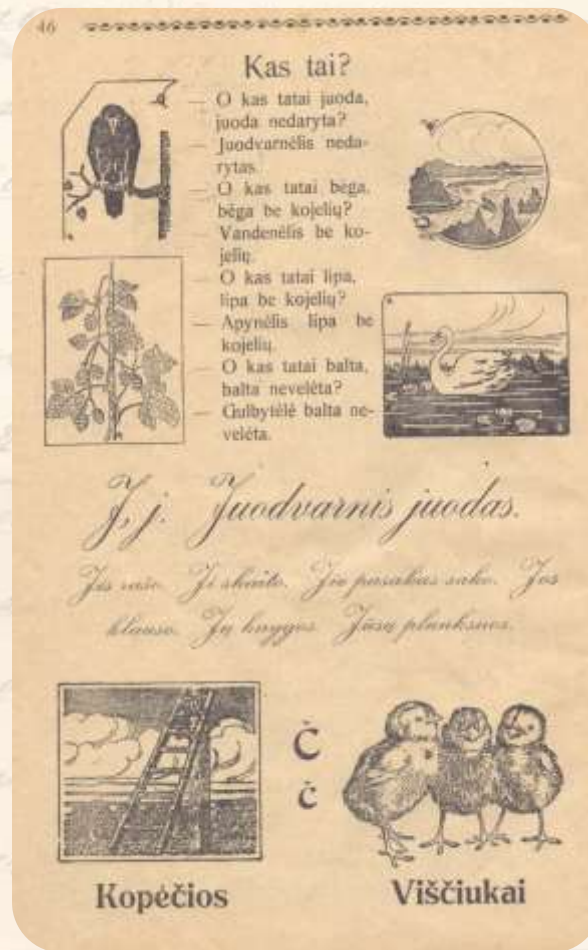 46
Kas tai?
— O kas tatai juoda,
juoda nedaryta?
— Juodvarnėlis neda-
rytas.
— O kas tatai bėga,
bėga be kojelių?
— Vandenėlis be ko-
jelių.
— O kas tatai lipa,
lipa be kojelių?
— Apynėlis lipa be
kojelių.
— O kas tatai balta,
balta nevelėta?
— Gulbytėlė balta ne-
velėta.
J, j. Juodvarnis juodas.
Jis rašo. Ji skaito. Jie pasakas sako. Jos
klauso. Jų knygos. Jūsų plunksnos.
Č
č
Kopėčios
Viščiukai